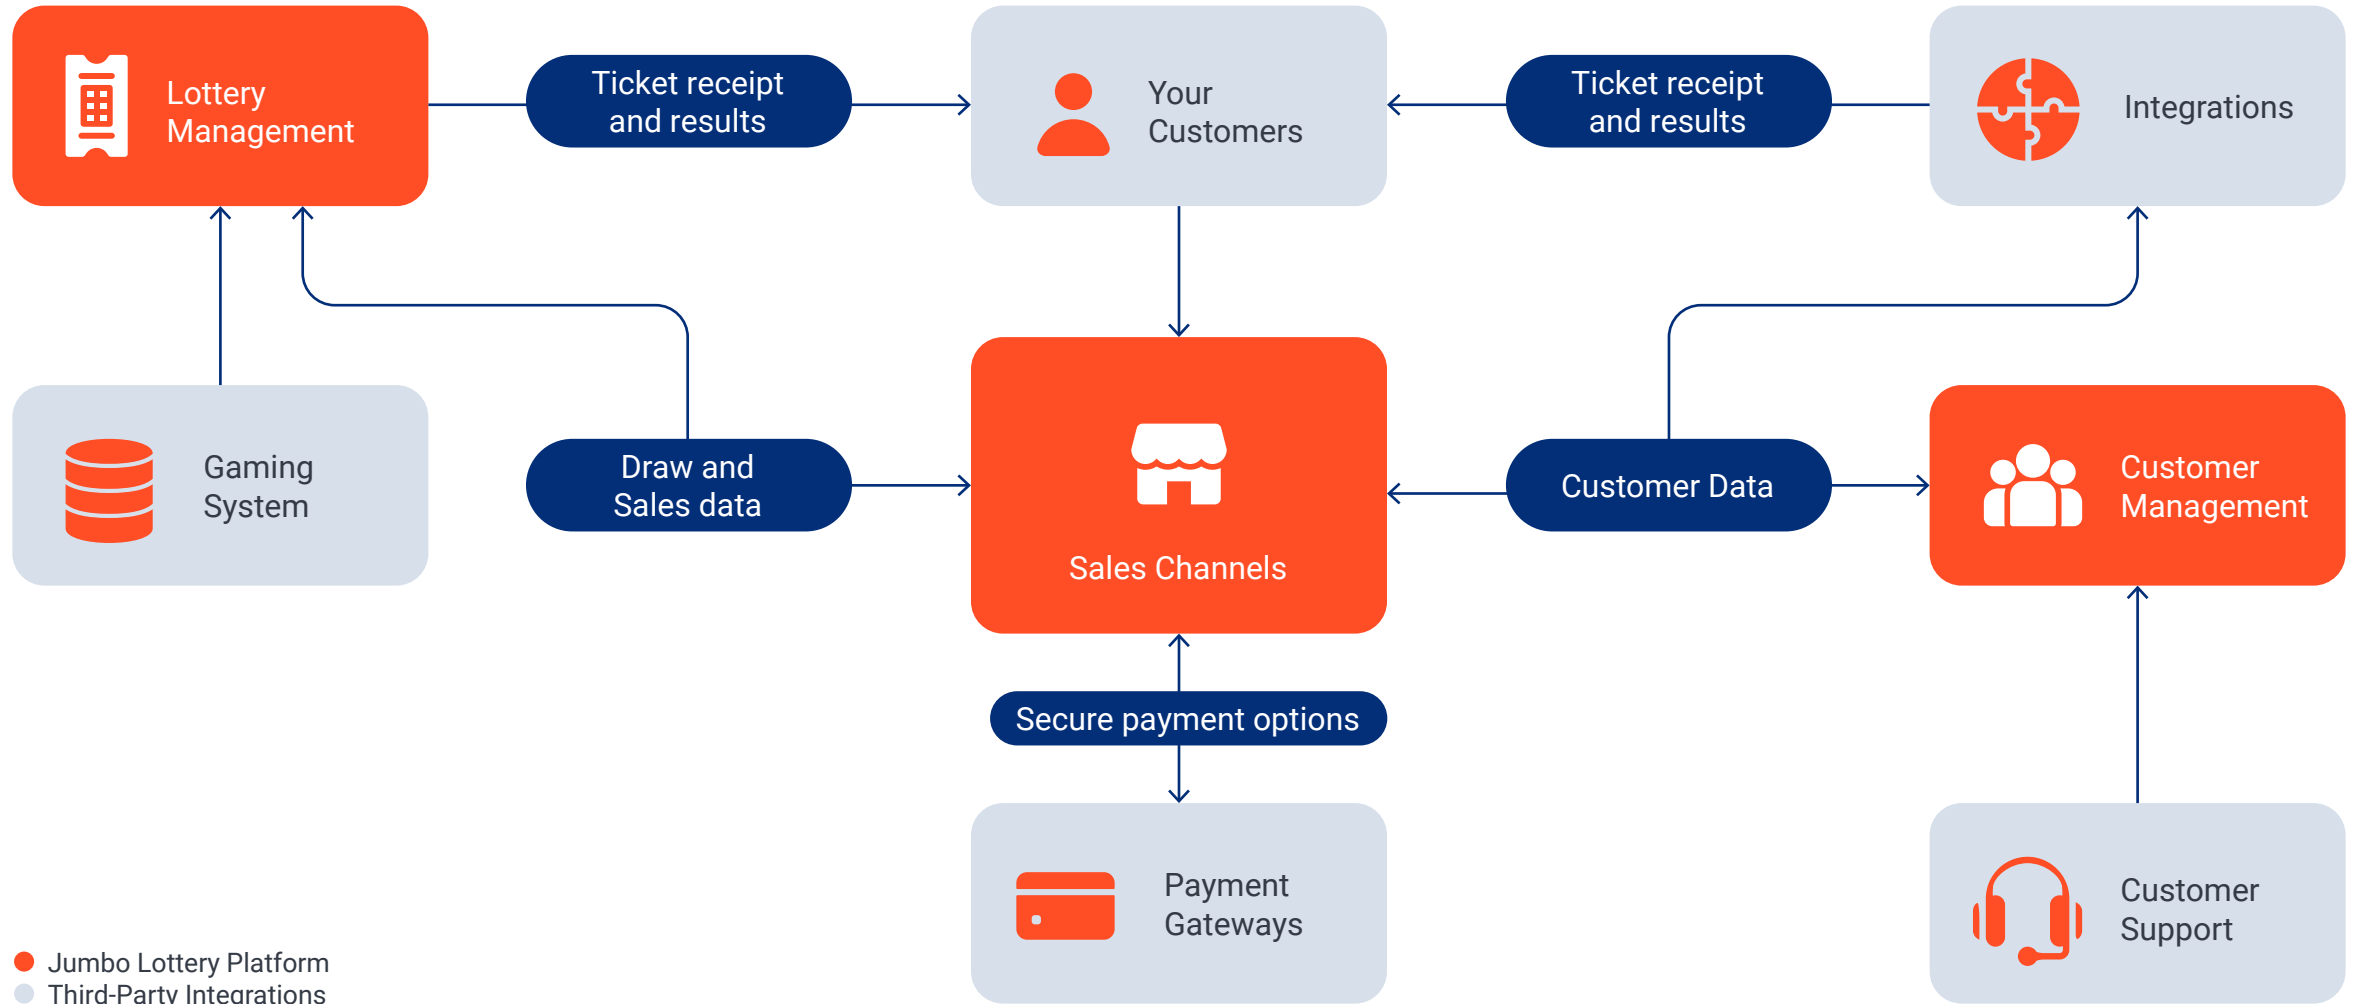 Lottery
Management
Ticket receipt
and results
Your
Customers
Ticket receipt
and results
Integrations
Gaming
System
Draw and
Sales data
Sales Channels
Customer Data
Customer
Management
Secure payment options
Payment
Gateways
Customer
Support
Jumbo Lottery Platform
Third-Party Integrations